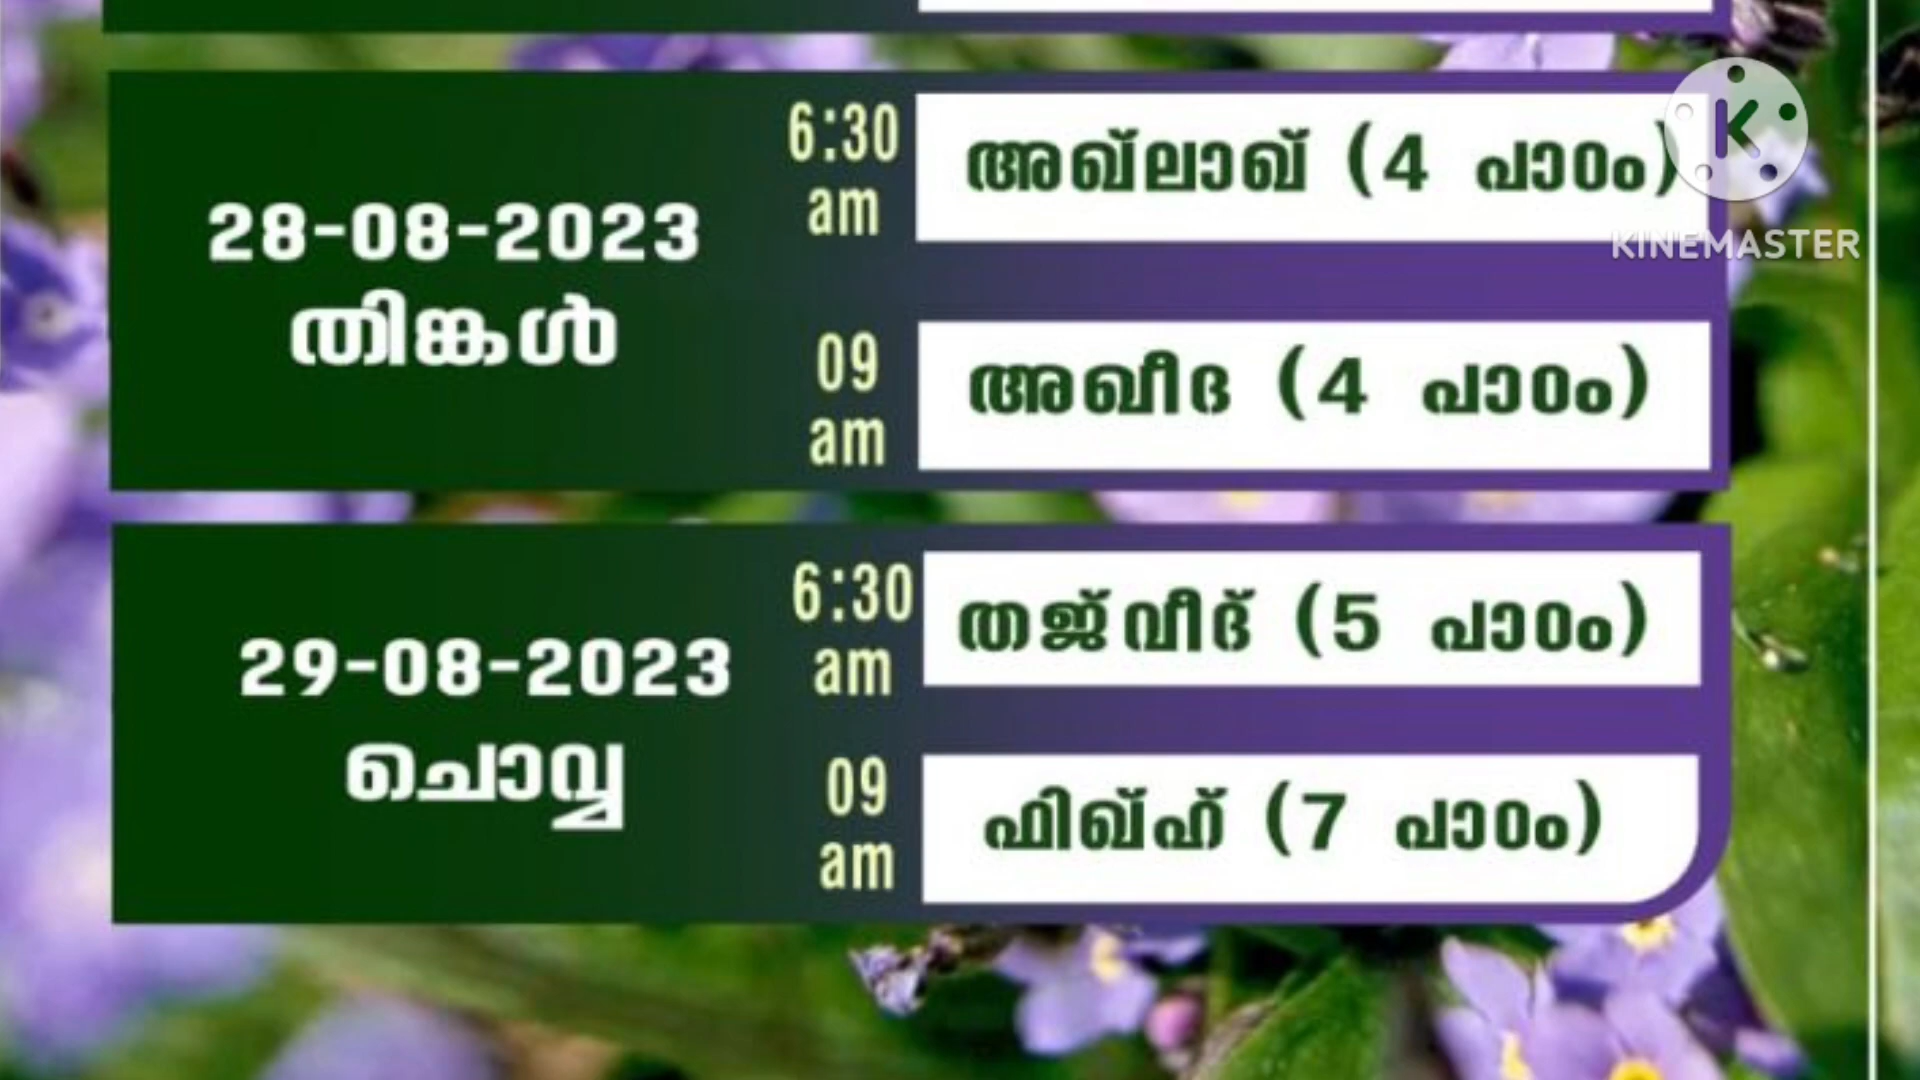 28-08-2023
തിങ്കൾ
6:30
am
അഖ്ലാഖ് (4 പാഠം)
09
am
അഖീദ (4 പാഠം)
29-08-2023
ചൊവ്വ
6:30
am
തജ്‌വീദ് (5 പാഠം)
09
am
ഫിഖ്ഹ് (7 പാഠം)
K
KINEMASTER